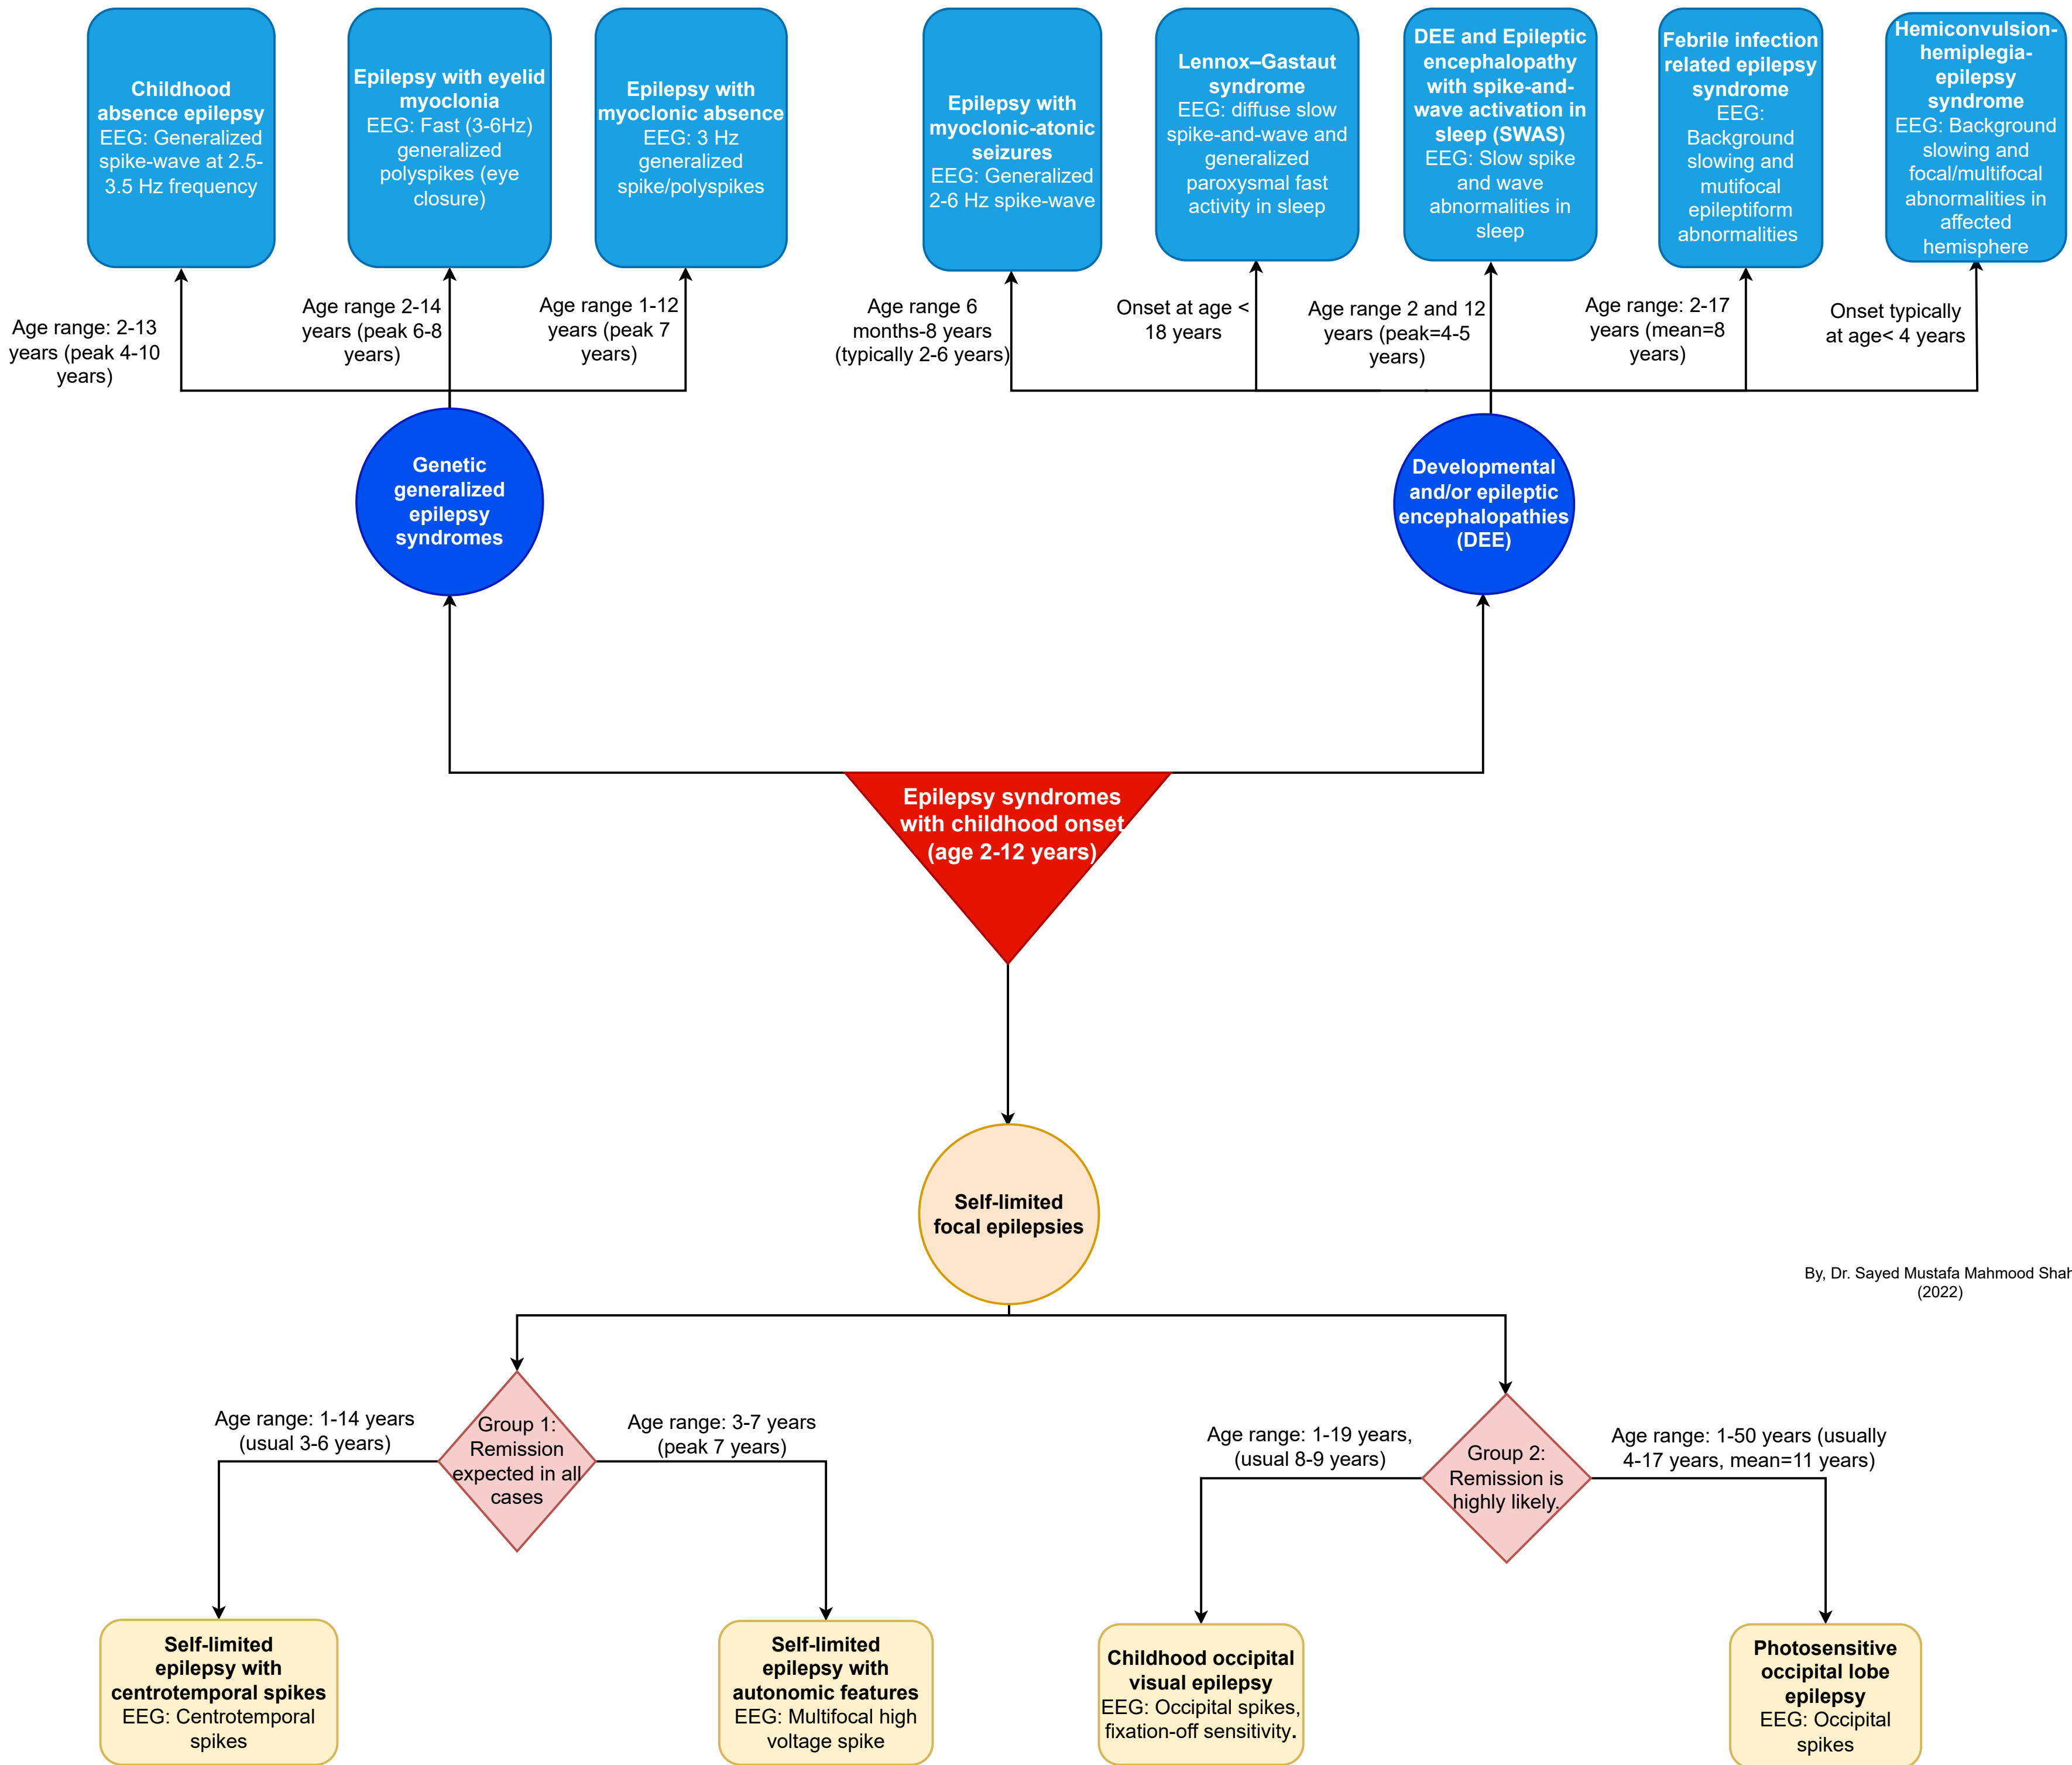 Childhood
absence epilepsy
EEG: Generalized
spike-wave at 2.5-
3.5 Hz frequency
Epilepsy with eyelid
myoclonia
EEG: Fast (3-6Hz)
generalized
polyspikes (eye
closure)
Epilepsy with
myoclonic absence
EEG: 3 Hz
generalized
spike/polyspikes
Epilepsy with
myoclonic-atonic
seizures
EEG: Generalized
2-6 Hz spike-wave
Lennox–Gastaut
syndrome
EEG: diffuse slow
spike-and-wave and
generalized
paroxysmal fast
activity in sleep
DEE and Epileptic
encephalopathy
with spike-and-
wave activation in
sleep (SWAS)
EEG: Slow spike
and wave
abnormalities in
sleep
Febrile infection
related epilepsy
syndrome
EEG:
Background
slowing and
mutifocal
epileptiform
abnormalities
Hemiconvulsion-
hemiplegia-
epilepsy
syndrome
EEG: Background
slowing and
focal/multifocal
abnormalities in
affected
hemisphere
Age range: 2-13
years (peak 4-10
years)
Age range 2-14
years (peak 6-8
years)
Age range 1-12
years (peak 7
years)
Age range 6
months-8 years
(typically 2-6 years)
Onset at age <
18 years
Age range 2 and 12
years (peak=4-5
years)
Age range: 2-17
years (mean=8
years)
Onset typically
at age< 4 years
Genetic
generalized
epilepsy
syndromes
Developmental
and/or epileptic
encephalopathies
(DEE)
Epilepsy syndromes
with childhood onset
(age 2-12 years)
Self-limited
focal epilepsies
By, Dr. Sayed Mustafa Mahmood Shah
(2022)
Age range: 1-14 years
(usual 3-6 years)
Group 1:
Remission
expected in all
cases
Age range: 3-7 years
(peak 7 years)
Age range: 1-19 years,
(usual 8-9 years)
Group 2:
Remission is
highly likely.
Age range: 1-50 years (usually
4-17 years, mean=11 years)
Self-limited
epilepsy with
centrotemporal spikes
EEG: Centrotemporal
spikes
Self-limited
epilepsy with
autonomic features
EEG: Multifocal high
voltage spike
Childhood occipital
visual epilepsy
EEG: Occipital spikes,
fixation-off sensitivity.
Photosensitive
occipital lobe
epilepsy
EEG: Occipital
spikes